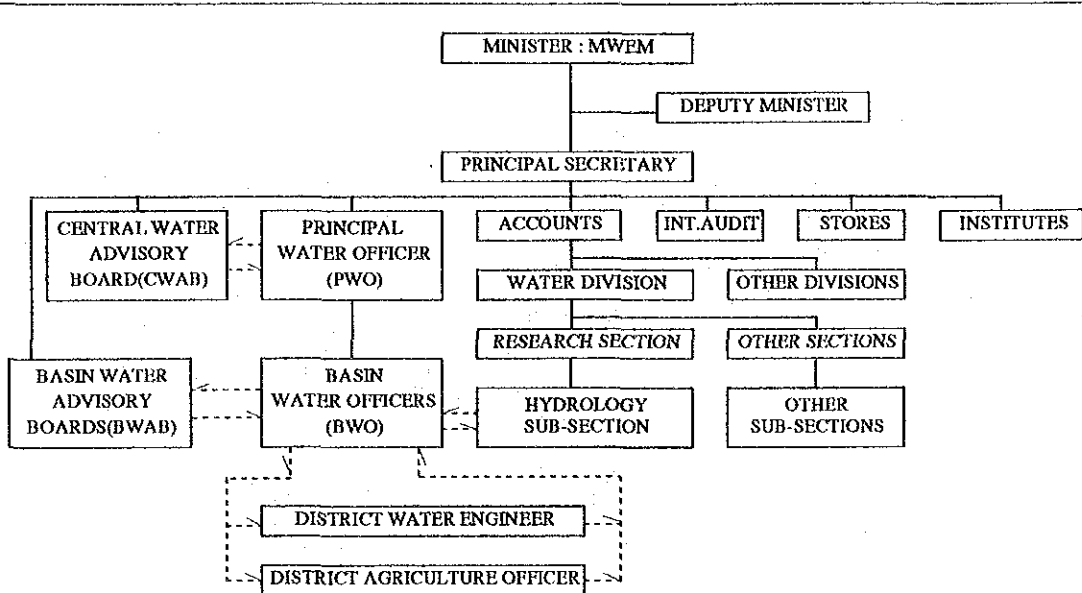 MINISTER : MWEM
DEPUTY MINISTER
PRINCIPAL SECRETARY
CENTRAL WATER
ADVISORY
BOARD(CWAB)
PRINCIPAL
WATER OFFICER
(PWO)
ACCOUNTS
INT.AUDIT
STORES
INSTITUTES
WATER DIVISION
OTHER DIVISIONS
RESEARCH SECTION
OTHER SECTIONS
BASIN WATER
ADVISORY
BOARDS(BWAB)
BASIN
WATER OFFICERS
(BWO)
HYDROLOGY
SUB-SECTION
OTHER
SUB-SECTIONS
DISTRICT WATER ENGINEER
DISTRICT AGRICULTURE OFFICER